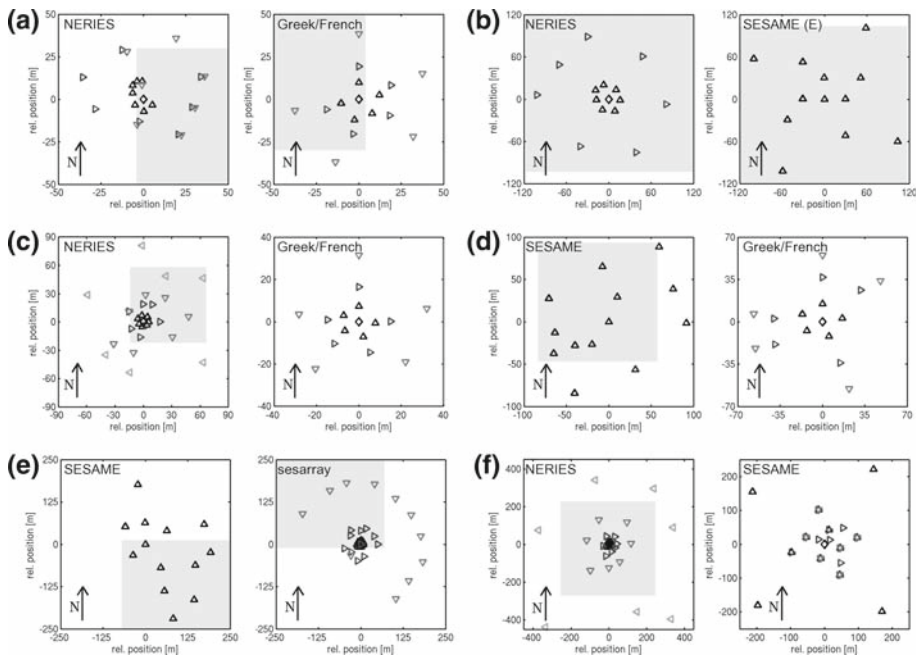 (a) NERIES Greek/French
50 25 0 -25 -50
rel. position [m]
N
-50 -25 0 25 50
rel. position [m]
50 25 0 -25 -50
rel. position [m]
N
-50 -25 0 25 50
rel. position [m]
(b) NERIES SESAME (E)
120 60 0 -60 -120
rel. position [m]
N
-120 -60 0 60 120
rel. position [m]
120 60 0 -60 -120
rel. position [m]
N
-120 -60 0 60 120
rel. position [m]
(c) NERIES Greek/French
90 60 30 0 -30 -60 -90
rel. position [m]
N
-90 -60 -30 0 30 60 90
rel. position [m]
40 20 0 -20 -40
rel. position [m]
N
-40 -20 0 20 40
rel. position [m]
(d) SESAME Greek/French
100 50 0 -50 -100
rel. position [m]
N
-100 -50 0 50 100
rel. position [m]
70 35 0 -35 -70
rel. position [m]
N
-70 -35 0 35 70
rel. position [m]
(e) SESAME sesarray
250 125 0 -125 -250
rel. position [m]
N
-250 -125 0 125 250
rel. position [m]
250 125 0 -125 -250
rel. position [m]
N
-250 -125 0 125 250
rel. position [m]
(f) NERIES SESAME
400 200 0 -200 -400
rel. position [m]
N
-400 -200 0 200 400
rel. position [m]
200 100 0 -100 -200
rel. position [m]
N
-200 -100 0 100 200
rel. position [m]